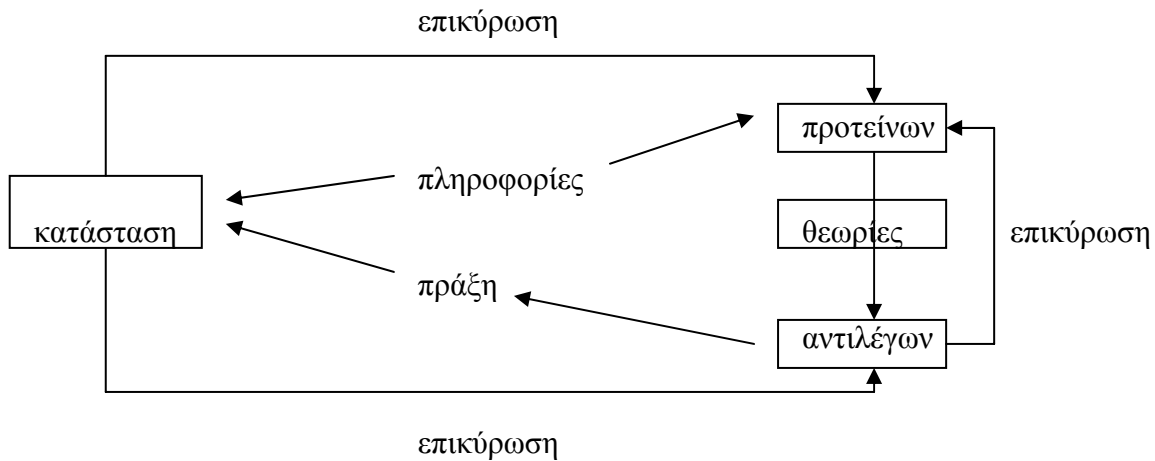 επικύρωση
προτείνων
πληροφορίες
κατάσταση
θεωρίες
επικύρωση
πράξη
αντιλέγων
επικύρωση